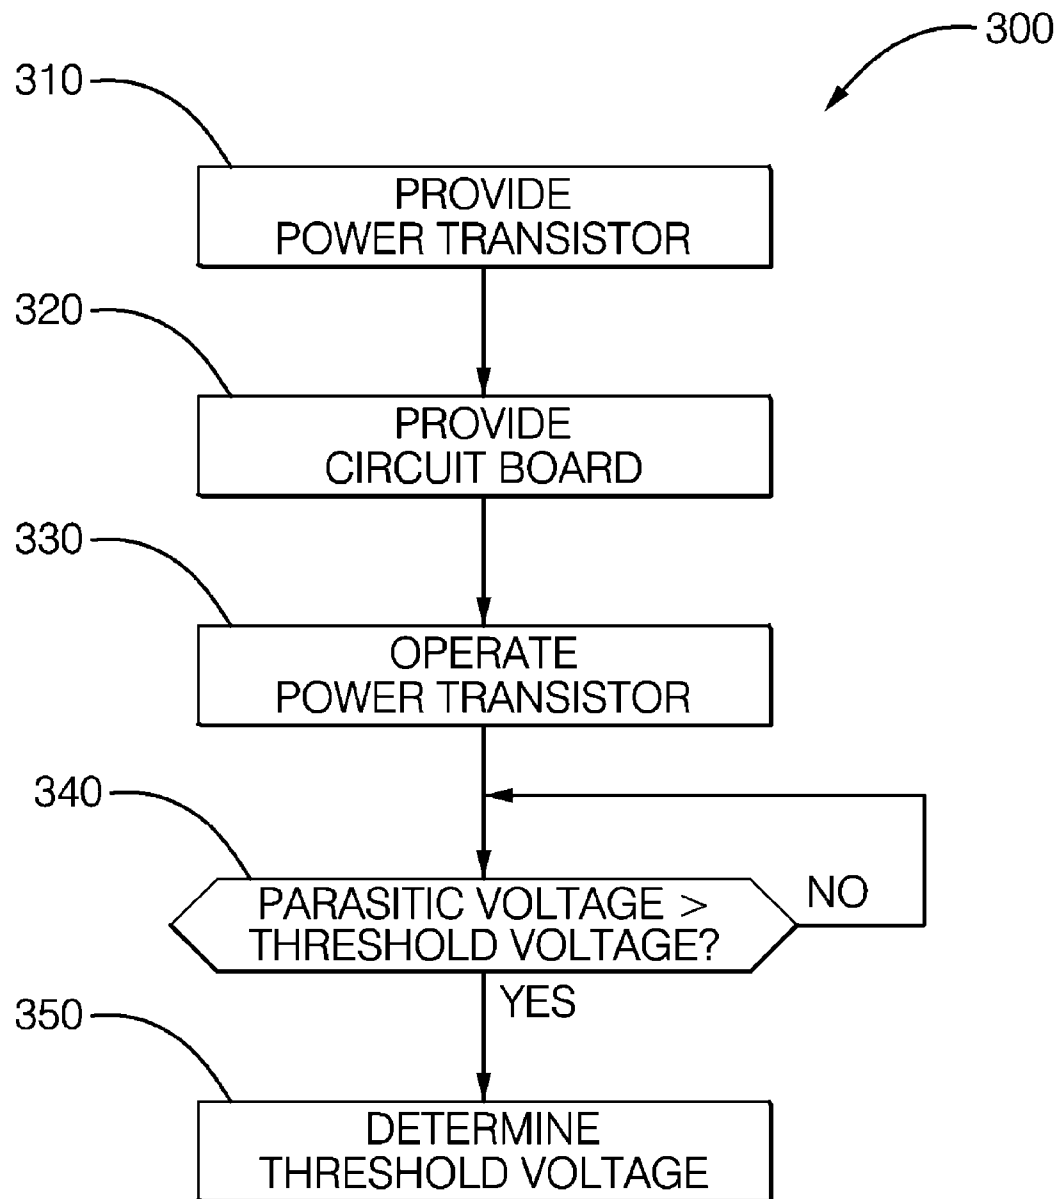 300
310
PROVIDE
POWER TRANSISTOR
320
PROVIDE
CIRCUIT BOARD
330
OPERATE
POWER TRANSISTOR
340
PARASITIC VOLTAGE >
THRESHOLD VOLTAGE?
NO
YES
350
DETERMINE
THRESHOLD VOLTAGE